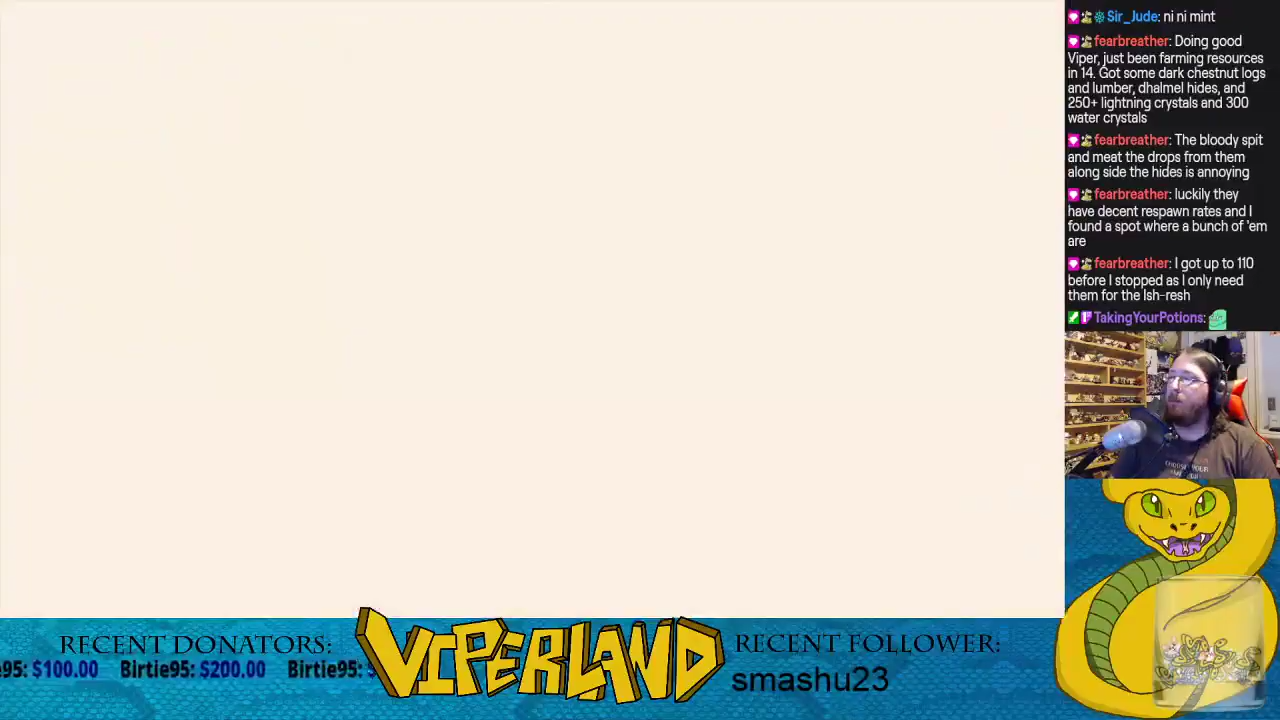 Sir_Jude: ni ni mint
fearbreather: Doing good
Viper, just been farming resources
in 14. Got some dark chestnut logs
and lumber, dhalmel hides, and
250+ lightning crystals and 300
water crystals
fearbreather: The bloody spit
and meat the drops from them
along side the hides is annoying
fearbreather: luckily they
have decent respawn rates and I
found a spot where a bunch of 'em
are
fearbreather: I got up to 110
before I stopped as I only need
them for the Ish-resh
TakingYourPotions:
CHOOSE YOUR
RECENT DONATORS:
e95: $100.00 Birtie95: $200.00 Birtie95:
VIPERLAND
RECENT FOLLOWER:
smashu23